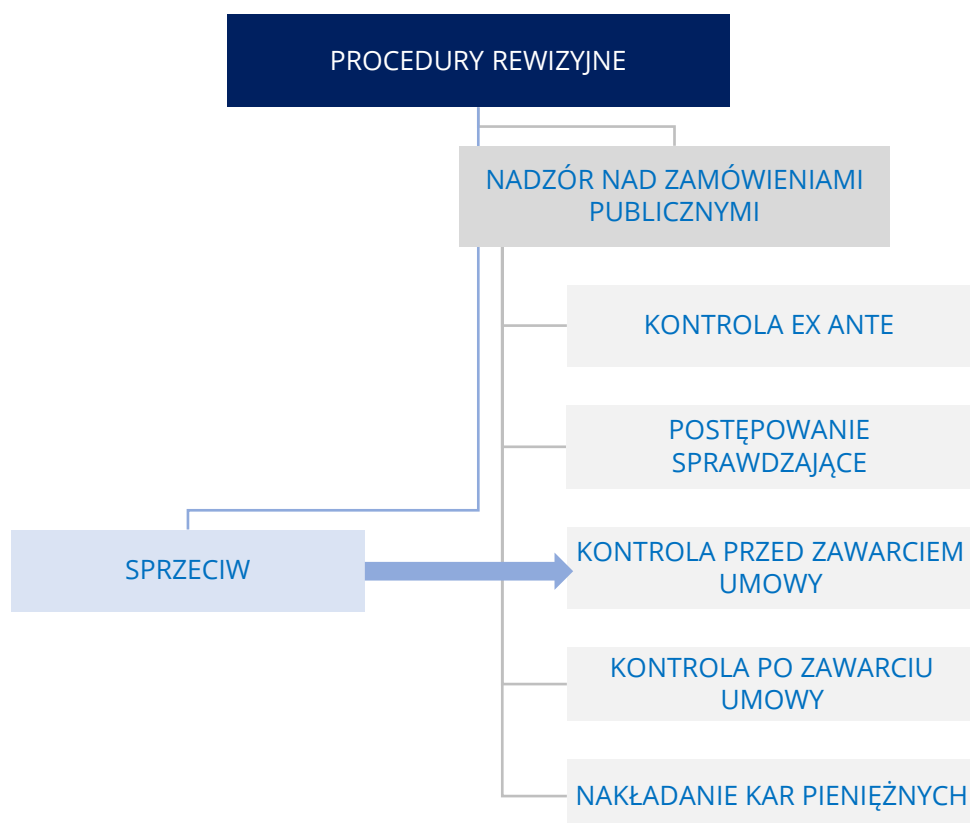 PROCEDURY REWIZYJNE
NADZÓR NAD ZAMÓWIENIAMI
PUBLICZNYMI
KONTROLA EX ANTE
POSTĘPOWANIE
SPRAWDZAJĄCE
SPRZECIW
KONTROLA PRZED ZAWARCIEM
UMOWY
KONTROLA PO ZAWARCIU
UMOWY
NAKŁADANIE KAR PIENIĘŻNYCH